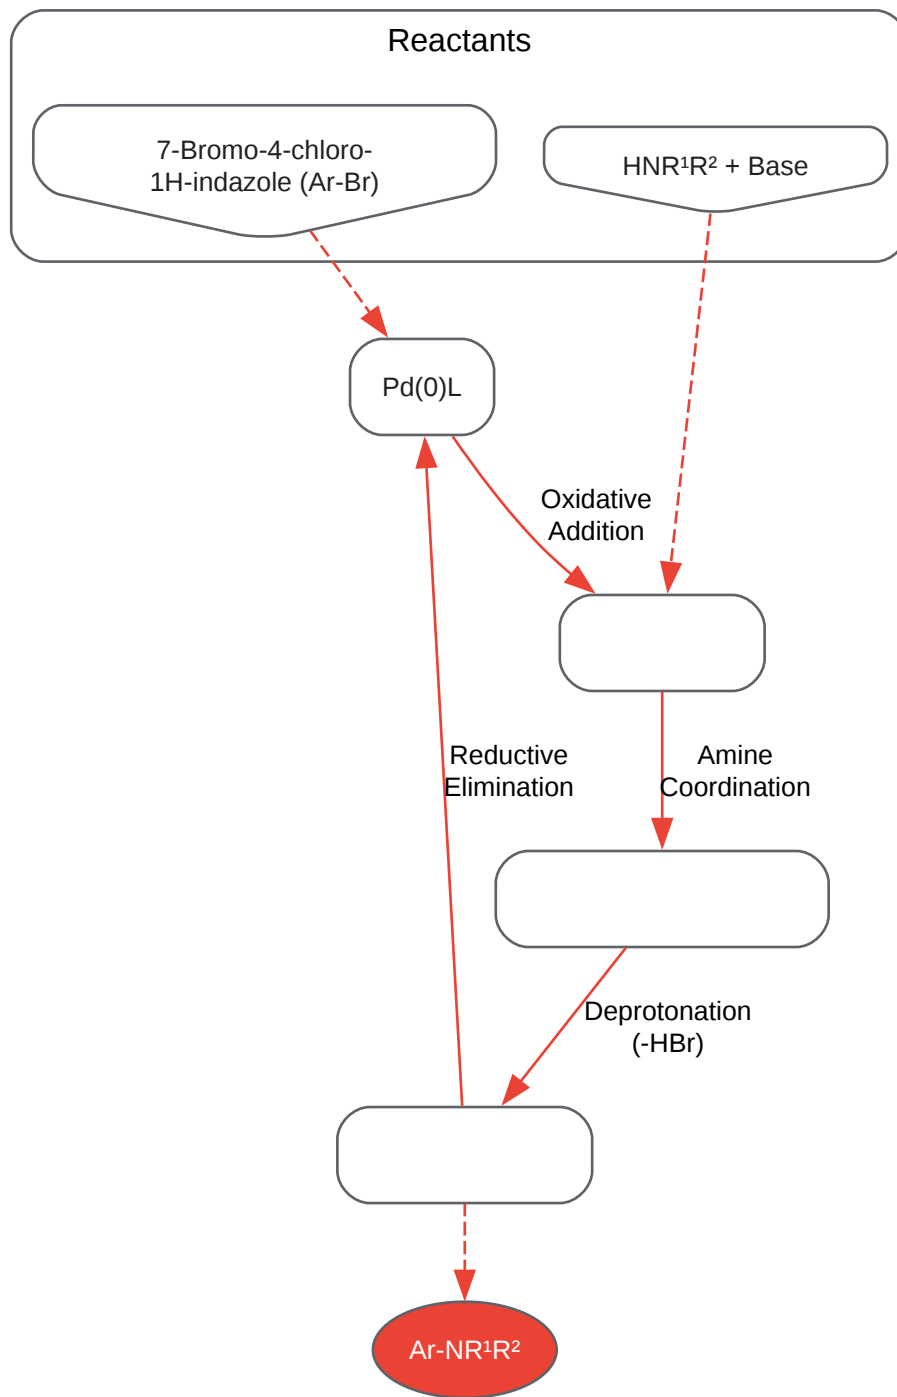 Reactants
7-Bromo-4-chloro-
1H-indazole (Ar-Br)
HNR¹R² + Base
Pd(0)L
Oxidative
Addition
Reductive
Elimination
Amine
Coordination
Deprotonation
(-HBr)
Ar-NR¹R²